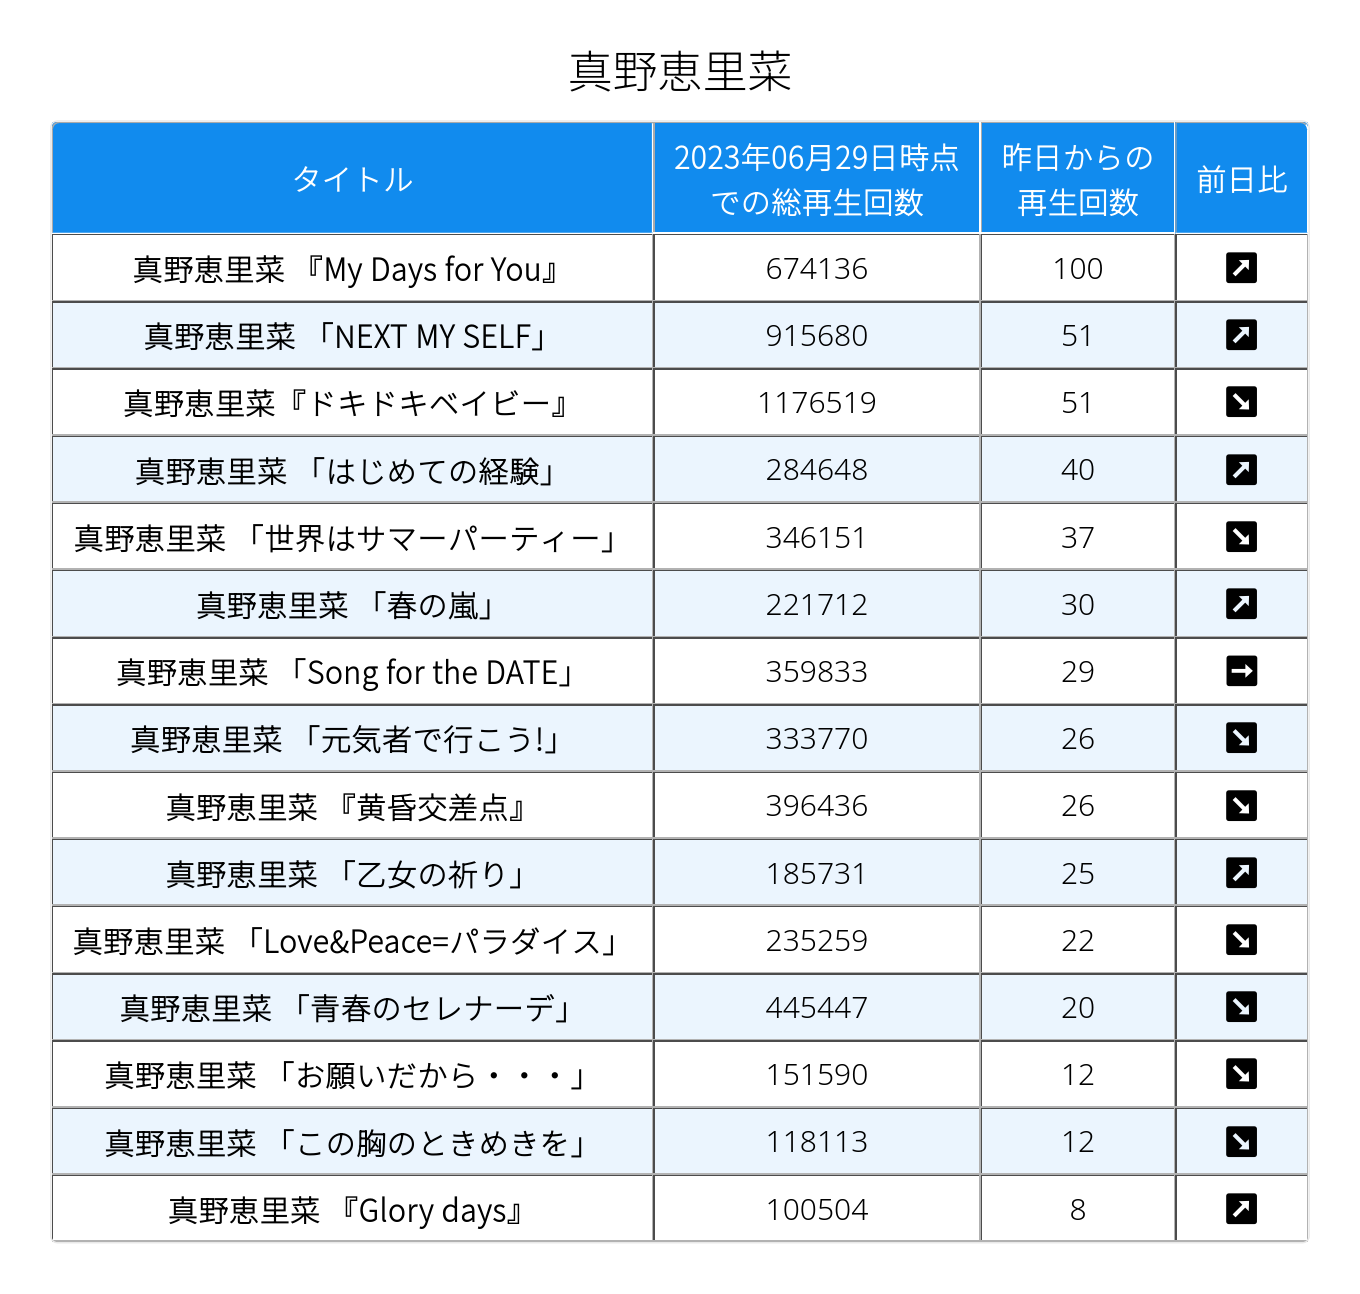 真野恵里菜
タイトル 2023年06月29日時点での総再生回数 昨日からの再生回数 前日比
真野恵里菜 『My Days for You』 674136 100 ↗
真野恵里菜 「NEXT MY SELF」 915680 51 ↗
真野恵里菜『ドキドキベイビー』 1176519 51 ↘
真野恵里菜 「はじめての経験」 284648 40 ↗
真野恵里菜 「世界はサマーパーティー」 346151 37 ↘
真野恵里菜 「春の嵐」 221712 30 ↗
真野恵里菜 「Song for the DATE」 359833 29 →
真野恵里菜 「元気者で行こう!」 333770 26 ↘
真野恵里菜 『黄昏交差点』 396436 26 ↘
真野恵里菜 「乙女の祈り」 185731 25 ↗
真野恵里菜 「Love&Peace=パラダイス」 235259 22 ↘
真野恵里菜 「青春のセレナーデ」 445447 20 ↘
真野恵里菜 「お願いだから・・・」 151590 12 ↘
真野恵里菜 「この胸のときめきを」 118113 12 ↘
真野恵里菜 『Glory days』 100504 8 ↗